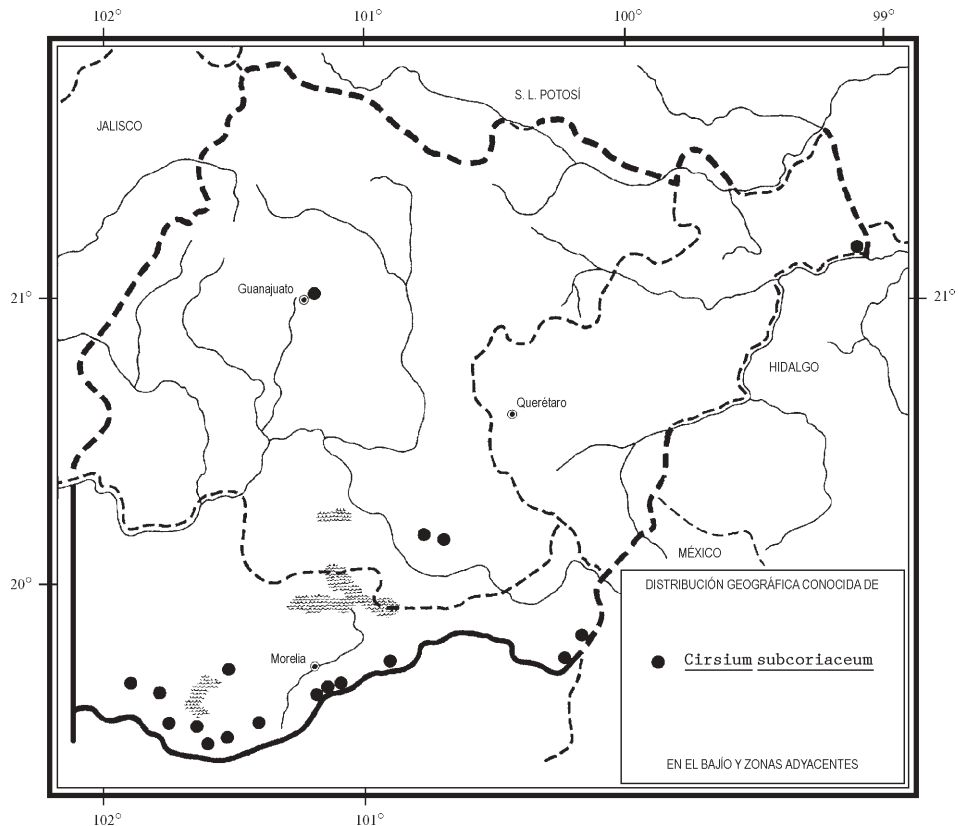 102° 101° 100° 99°
S. L. POTOSÍ
JALISCO
Guanajuato
21° 21°
HIDALGO
Querétaro
MÉXICO
20°
DISTRIBUCIÓN GEOGRÁFICA CONOCIDA DE
Morelia
Cirsium subcoriaceum
EN EL BAJÍO Y ZONAS ADYACENTES
102° 101°